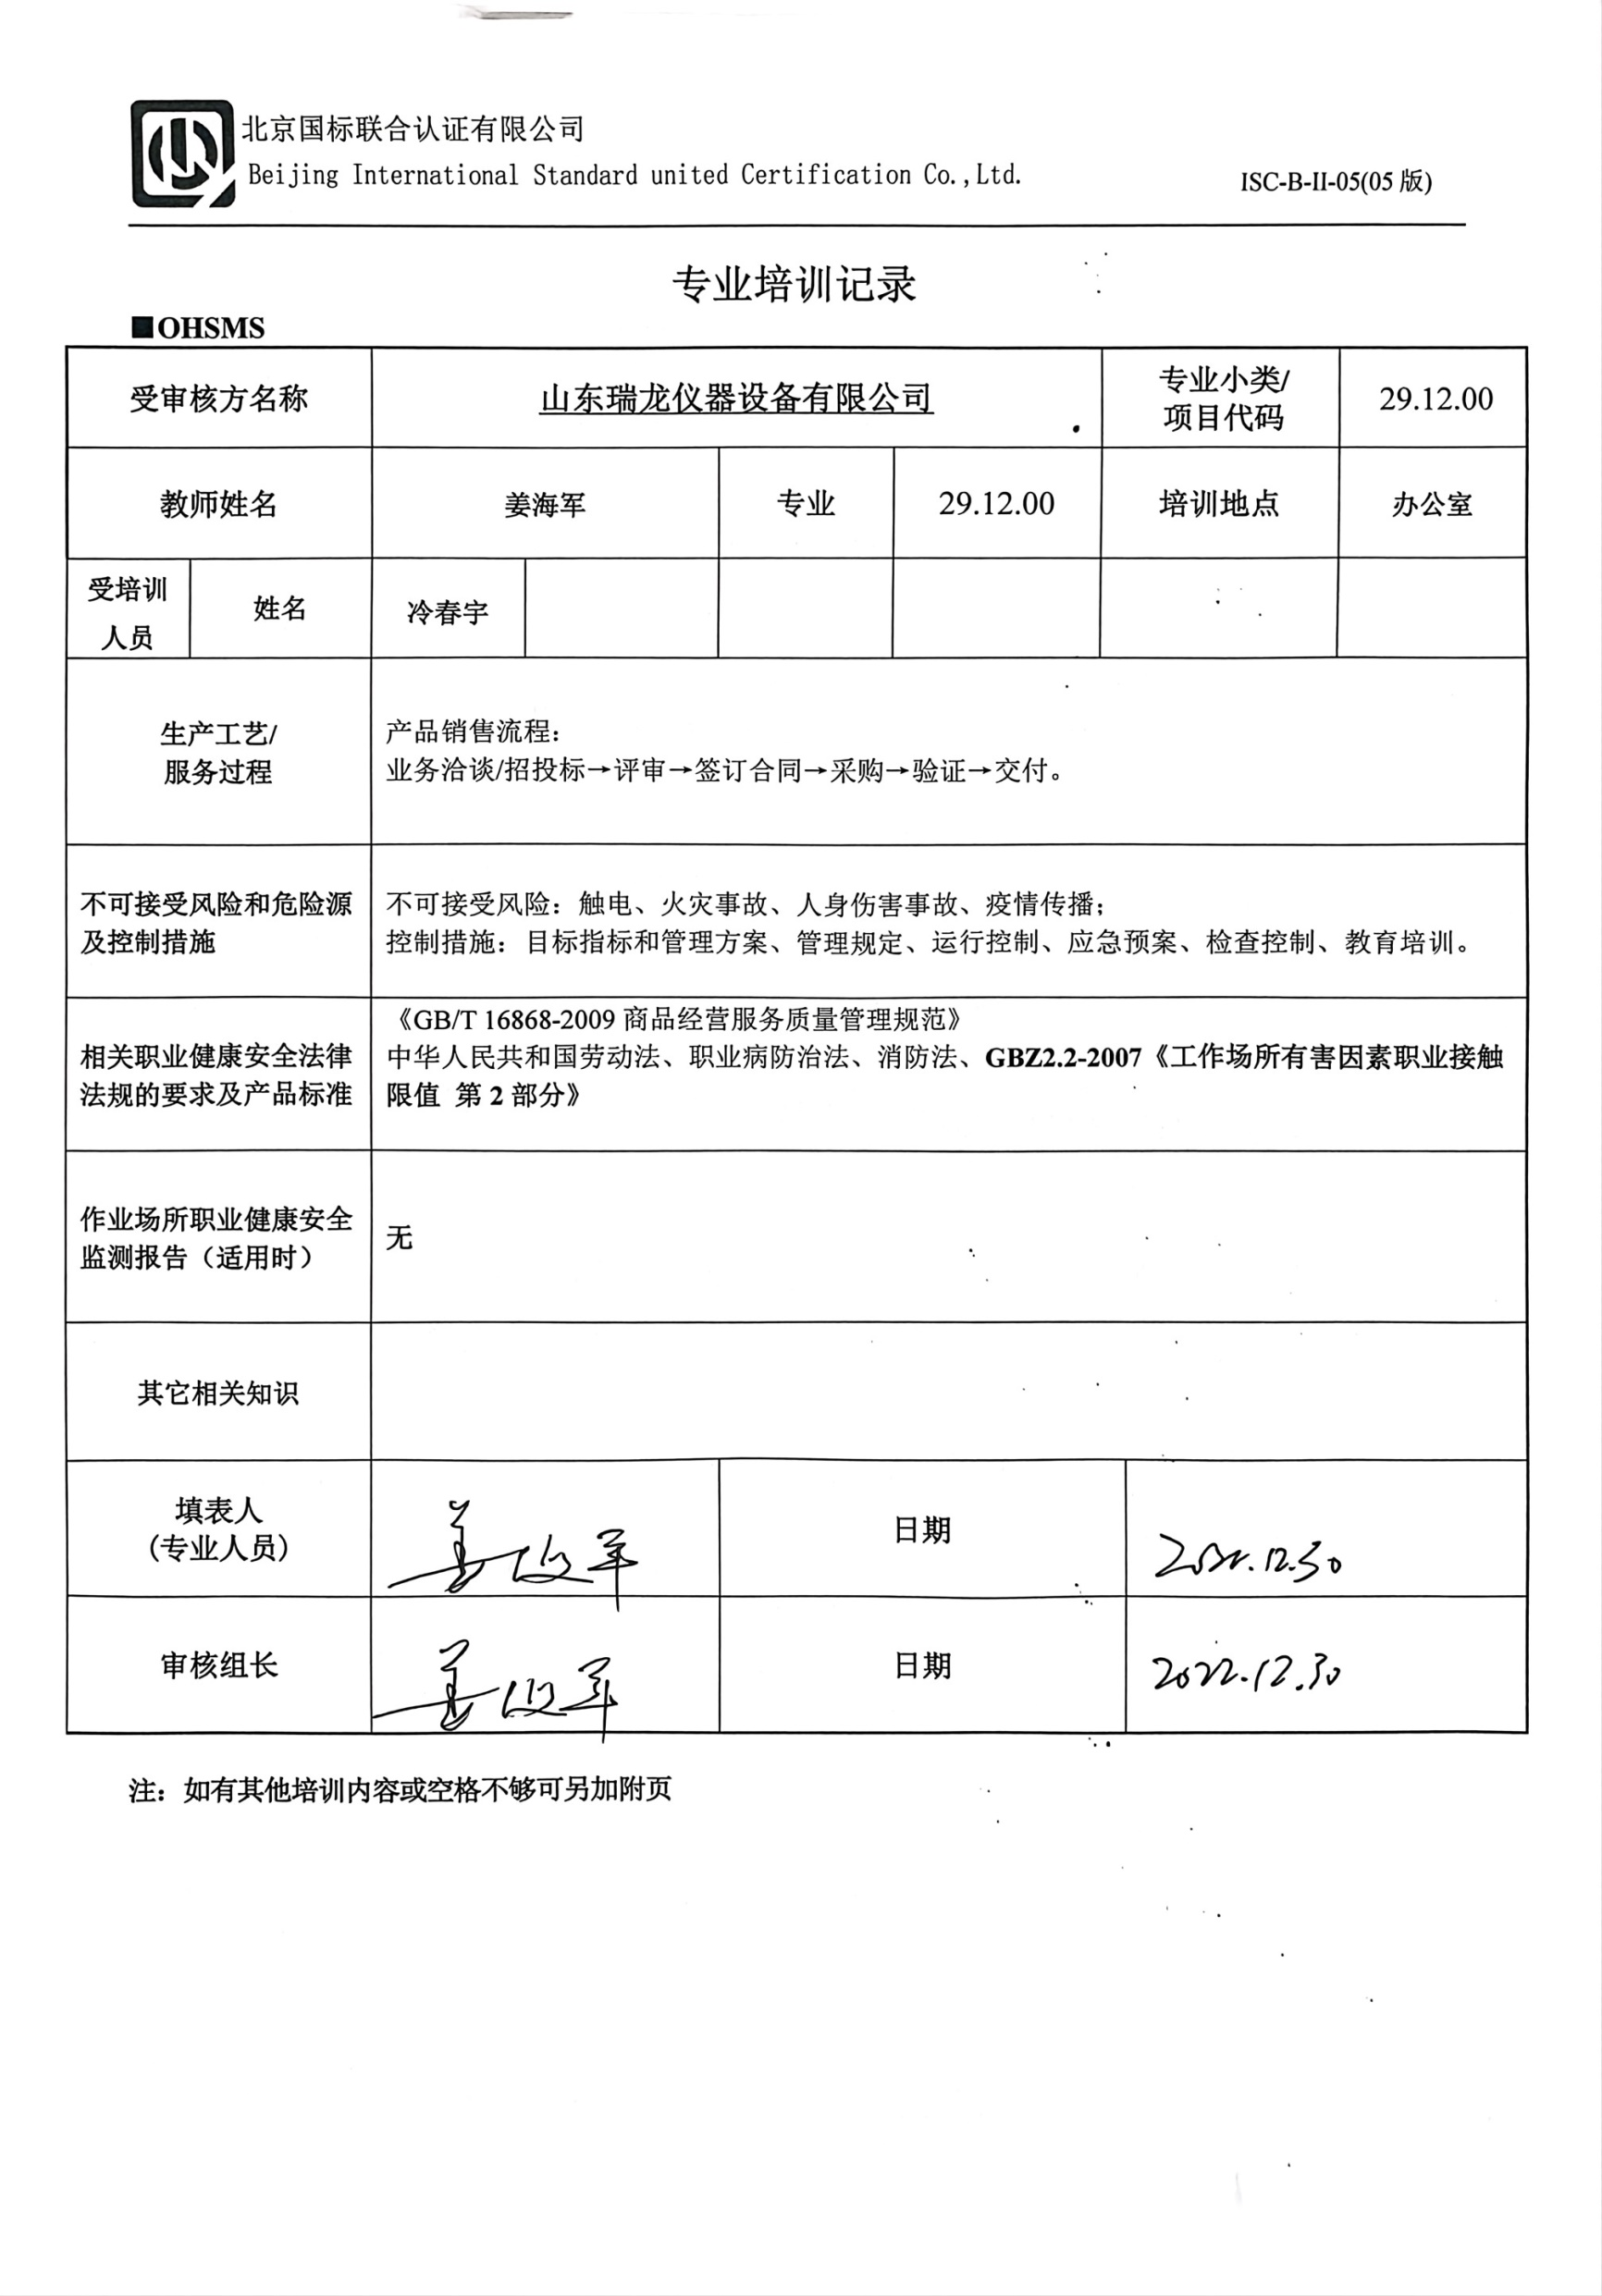 北京国标联合认证有限公司
Beijing International Standard united Certification Co.,Ltd.
ISC-B-II-05(05 版)
专业培训记录
■OHSMS
受审核方名称
山东瑞龙仪器设备有限公司
专业小类/
项目代码
29.12.00
教师姓名
姜海军
专业
29.12.00
培训地点
办公室
受培训
人员
姓名
冷春宇
生产工艺/
服务过程
产品销售流程：
业务洽谈/招投标→评审→签订合同→采购→验证→交付。
不可接受风险和危险源
及控制措施
不可接受风险：触电、火灾事故、人身伤害事故、疫情传播；
控制措施：目标指标和管理方案、管理规定、运行控制、应急预案、检查控制、教育培训。
相关职业健康安全法律
法规的要求及产品标准
《GB/T 16868-2009 商品经营服务质量管理规范》
中华人民共和国劳动法、职业病防治法、消防法、GBZ2.2-2007《工作场所有害因素职业接触
限值 第 2 部分》
作业场所职业健康安全
监测报告（适用时）
无
其它相关知识
填表人
（专业人员）
姜海军
日期
2022.12.30
审核组长
姜海军
日期
2022.12.30
注：如有其他培训内容或空格不够可另加附页